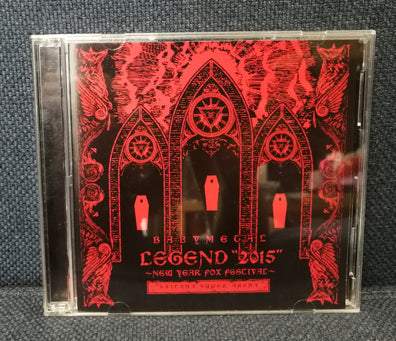 BABYMETAL
LEGEND "2015"
~NEW YEAR FOX FESTIVAL~
SAITAMA SUPER ARENA